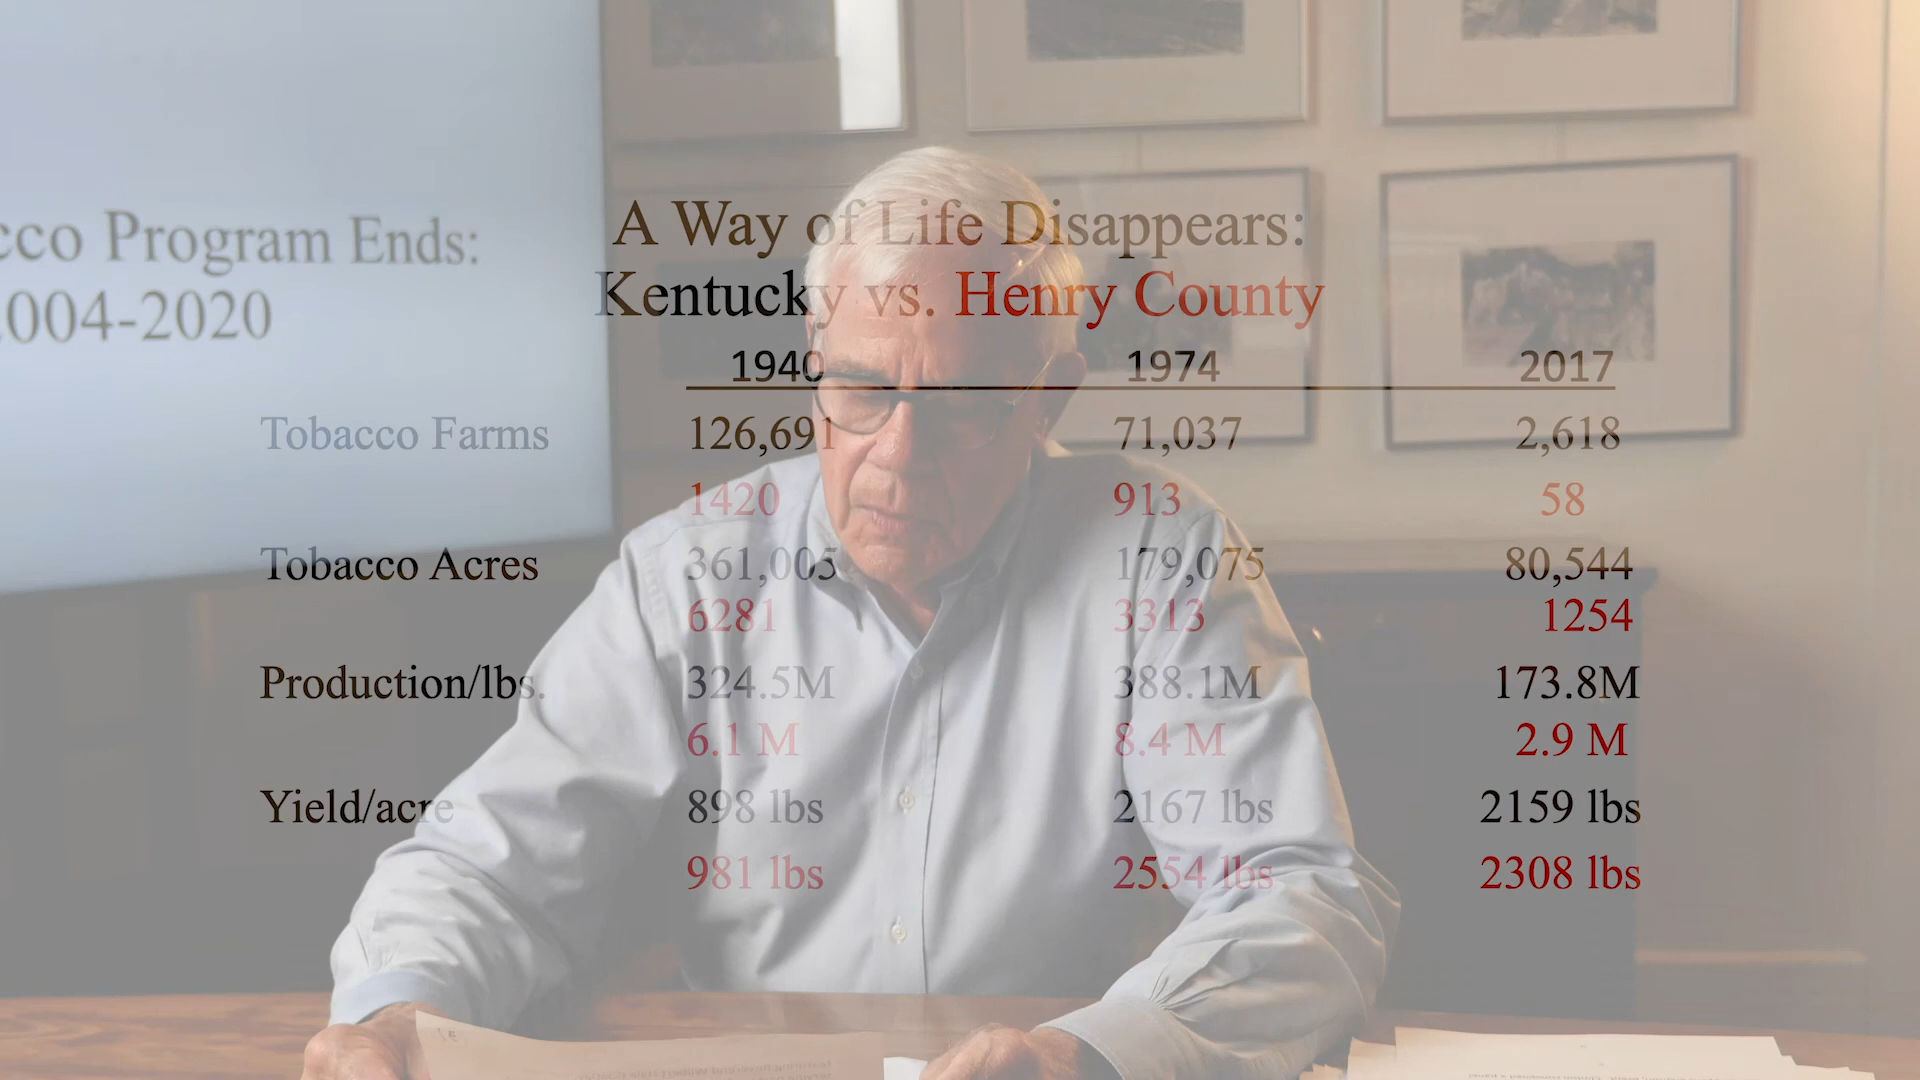 cco Program Ends:
2004-2020
A Way of Life Disappears:
Kentucky vs. Henry County
1940 1974 2017
Tobacco Farms 126,691 71,037 2,618
1420 913 58
Tobacco Acres 361,005 179,075 80,544
6281 3313 1254
Production/lbs. 324.5M 388.1M 173.8M
6.1 M 8.4 M 2.9 M
Yield/acre 898 lbs 2167 lbs 2159 lbs
981 lbs 2554 lbs 2308 lbs